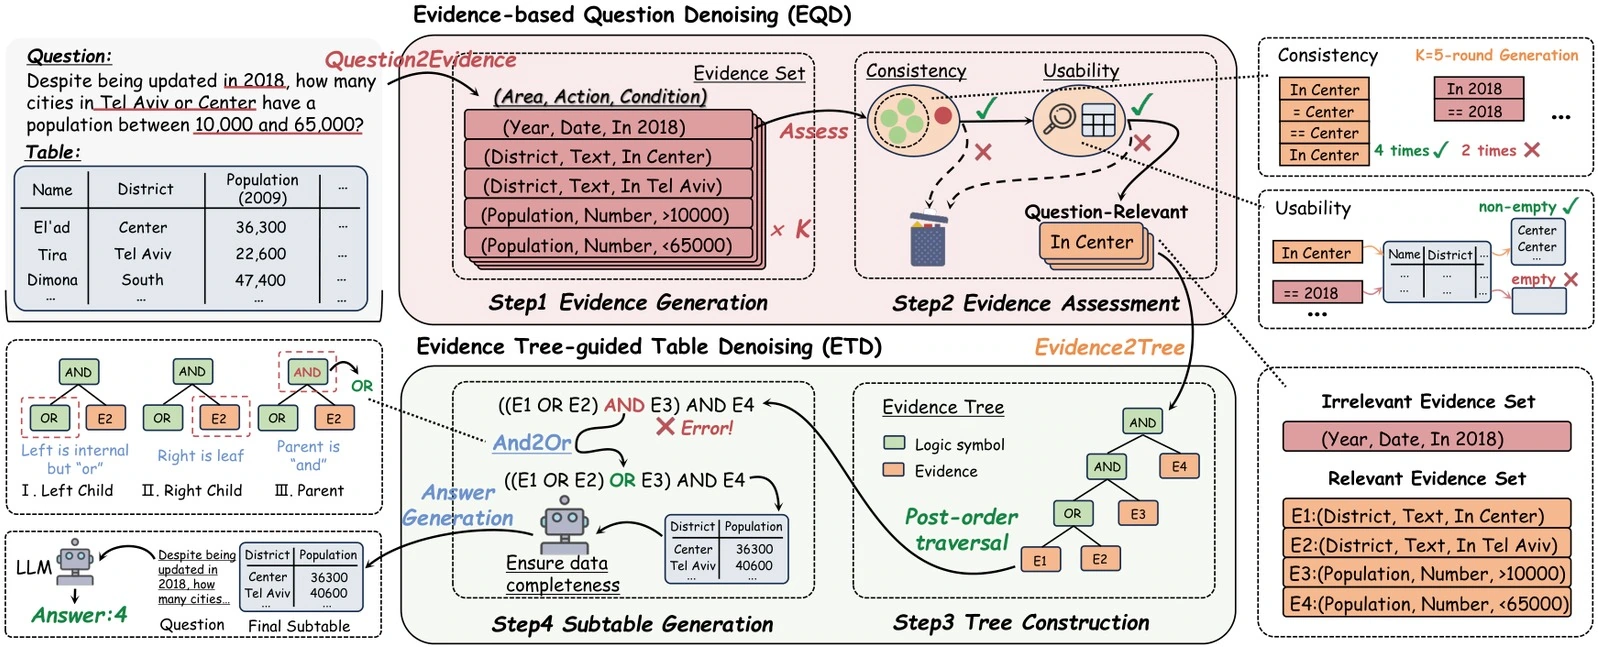 Evidence-based Question Denoising (EQD)
Question:
Despite being updated in 2018, how many
cities in Tel Aviv or Center have a
population between 10,000 and 65,000?
Table:
Name District Population (2009) ...
El'ad Center 36,300 ...
Tira Tel Aviv 22,600 ...
Dimona South 47,400 ...
... ... ...
Question2Evidence
Evidence Set
(Area, Action, Condition)
(Year, Date, In 2018)
(District, Text, In Center)
(District, Text, In Tel Aviv)
(Population, Number, >10000)
(Population, Number, <65000)
× K
Step1 Evidence Generation
Assess
Consistency
Usability
Question-Relevant
In Center
Step2 Evidence Assessment
Consistency
K=5-round Generation
In Center
= Center
== Center
In Center
4 times
In 2018
== 2018
2 times
...
Usability
non-empty
In Center
== 2018
...
Name District ...
... ... ...
... ...
Center
Center
...
empty
Evidence Tree-guided Table Denoising (ETD)
Evidence2Tree
AND
OR E2
Left is internal
but “or”
I. Left Child
AND
OR E2
Right is leaf
II. Right Child
AND
OR
OR E2
Parent is
“and”
III. Parent
((E1 OR E2) AND E3) AND E4
Error!
And2Or
((E1 OR E2) OR E3) AND E4
Answer
Generation
Ensure data
completeness
District Population
Center 36300
Tel Aviv 40600
...
Step4 Subtable Generation
Evidence Tree
Logic symbol
Evidence
AND
AND E4
OR E3
E1 E2
Post-order
traversal
Step3 Tree Construction
Irrelevant Evidence Set
(Year, Date, In 2018)
Relevant Evidence Set
E1:(District, Text, In Center)
E2:(District, Text, In Tel Aviv)
E3:(Population, Number, >10000)
E4:(Population, Number, <65000)
LLM
Answer:4
Despite being
updated in
2018, how
many cities...
Question
District Population
Center 36300
Tel Aviv 40600
...
Final Subtable